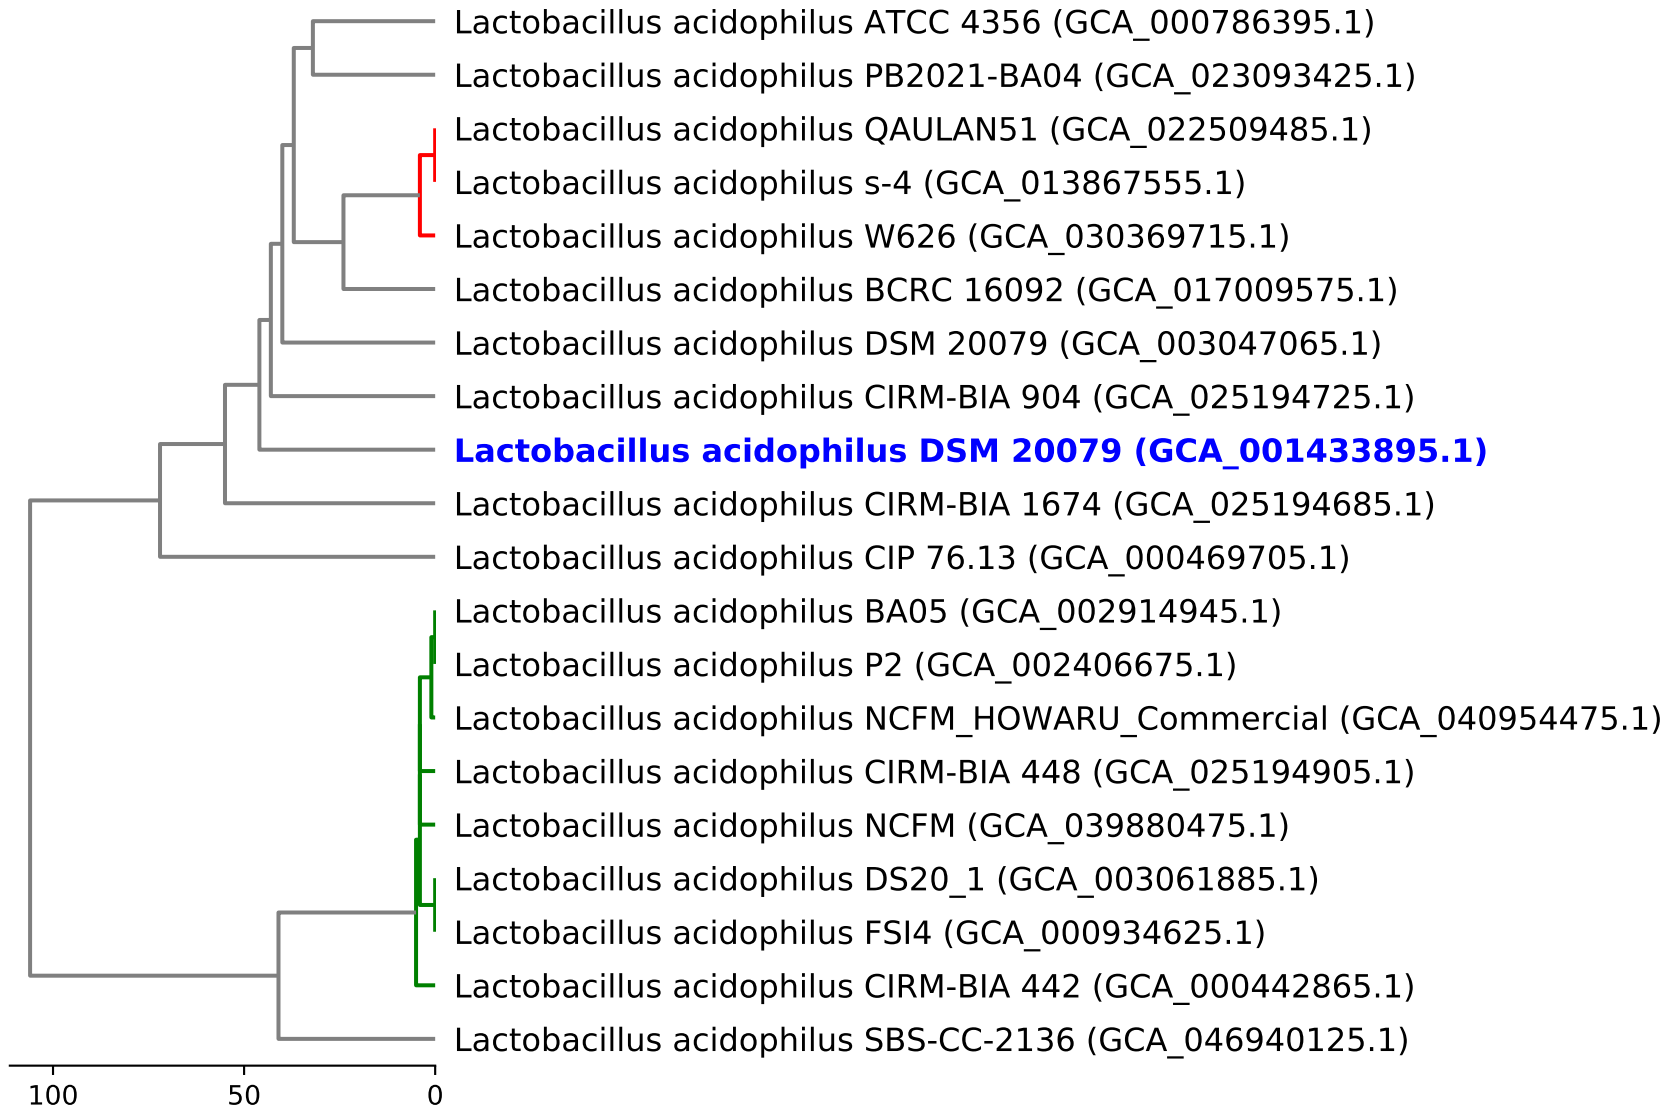 Lactobacillus acidophilus ATCC 4356 (GCA_000786395.1)
Lactobacillus acidophilus PB2021-BA04 (GCA_023093425.1)
Lactobacillus acidophilus QAULAN51 (GCA_022509485.1)
Lactobacillus acidophilus s-4 (GCA_013867555.1)
Lactobacillus acidophilus W626 (GCA_030369715.1)
Lactobacillus acidophilus BCRC 16092 (GCA_017009575.1)
Lactobacillus acidophilus DSM 20079 (GCA_003047065.1)
Lactobacillus acidophilus CIRM-BIA 904 (GCA_025194725.1)
Lactobacillus acidophilus DSM 20079 (GCA_001433895.1)
Lactobacillus acidophilus CIRM-BIA 1674 (GCA_025194685.1)
Lactobacillus acidophilus CIP 76.13 (GCA_000469705.1)
Lactobacillus acidophilus BA05 (GCA_002914945.1)
Lactobacillus acidophilus P2 (GCA_002406675.1)
Lactobacillus acidophilus NCFM_HOWARU_Commercial (GCA_040954475.1)
Lactobacillus acidophilus CIRM-BIA 448 (GCA_025194905.1)
Lactobacillus acidophilus NCFM (GCA_039880475.1)
Lactobacillus acidophilus DS20_1 (GCA_003061885.1)
Lactobacillus acidophilus FSI4 (GCA_000934625.1)
Lactobacillus acidophilus CIRM-BIA 442 (GCA_000442865.1)
Lactobacillus acidophilus SBS-CC-2136 (GCA_046940125.1)
100 50 0